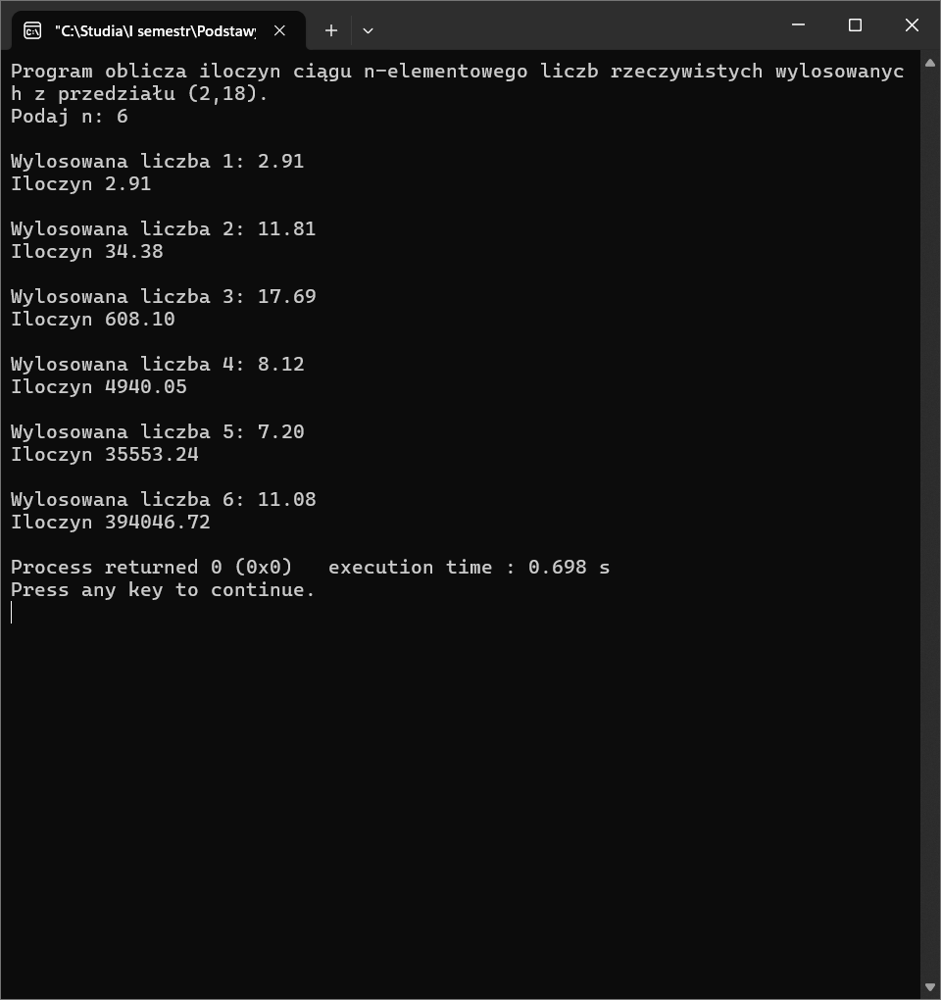 "C:\Studia\I semestr\Podstawy
Program oblicza iloczyn ciągu n-elementowego liczb rzeczywistych wylosowanyc
h z przedziału (2,18).
Podaj n: 6
Wylosowana liczba 1: 2.91
Iloczyn 2.91
Wylosowana liczba 2: 11.81
Iloczyn 34.38
Wylosowana liczba 3: 17.69
Iloczyn 608.10
Wylosowana liczba 4: 8.12
Iloczyn 4940.05
Wylosowana liczba 5: 7.20
Iloczyn 35553.24
Wylosowana liczba 6: 11.08
Iloczyn 394046.72
Process returned 0 (0x0)   execution time : 0.698 s
Press any key to continue.